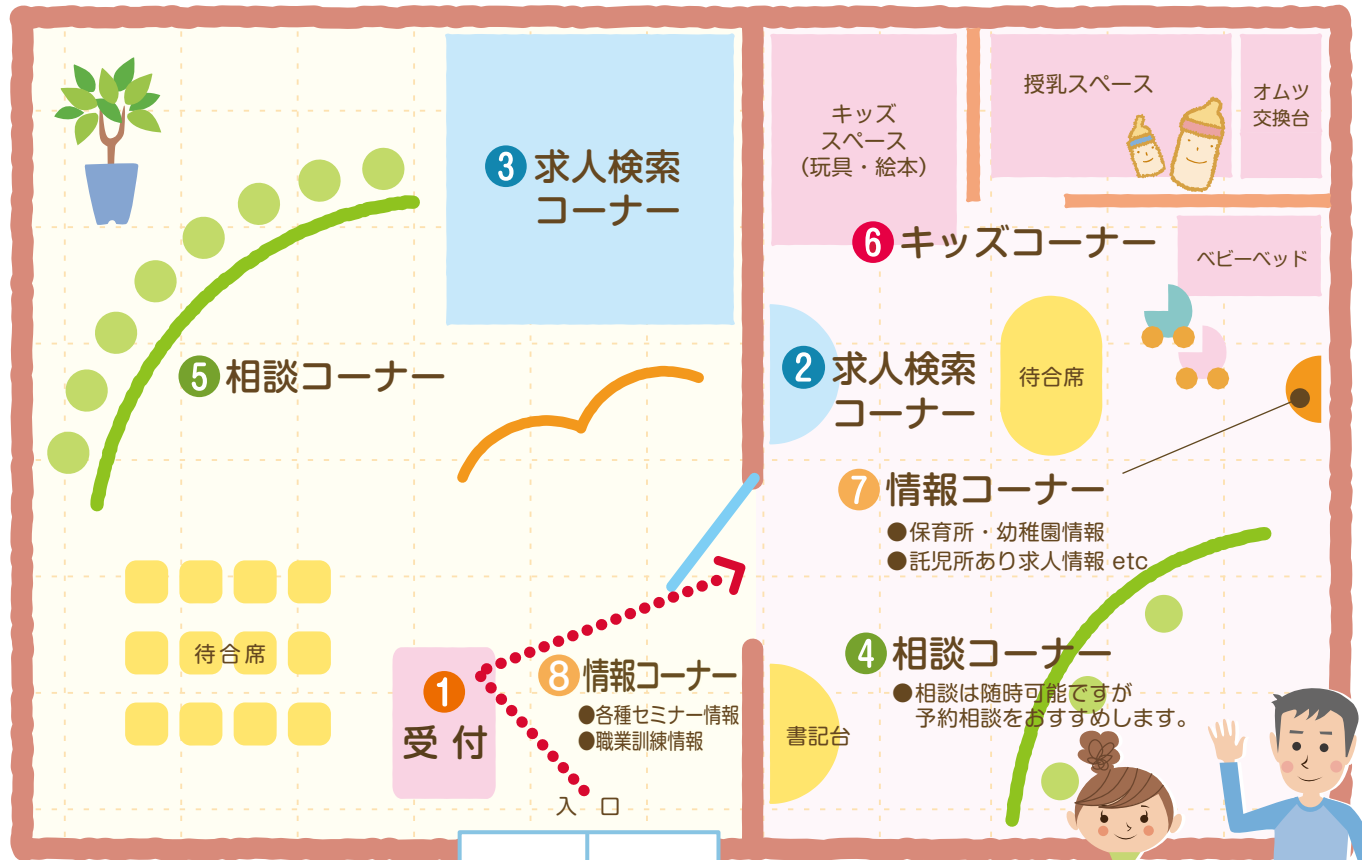 3 求人検索
コーナー
キッズ
スペース
(玩具・絵本)
授乳スペース
オムツ
交換台
6 キッズコーナー
ベビーベッド
5 相談コーナー
2 求人検索
コーナー
待合席
7 情報コーナー
●保育所・幼稚園情報
●託児所あり求人情報 etc
待合席
1
受 付
8 情報コーナー
●各種セミナー情報
●職業訓練情報
入 口
4 相談コーナー
●相談は随時可能ですが
予約相談をおすすめします。
書記台